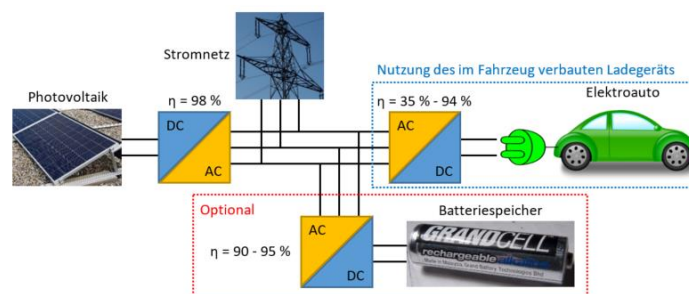 Stromnetz
Nutzung des im Fahrzeug verbauten Ladegeräts
Photovoltaik
η = 98 %
η = 35 % - 94 %
Elektroauto
DC
AC
AC
DC
Optional
Batteriespeicher
η = 90 - 95 %
AC
DC
GRANDCELL
rechargeable